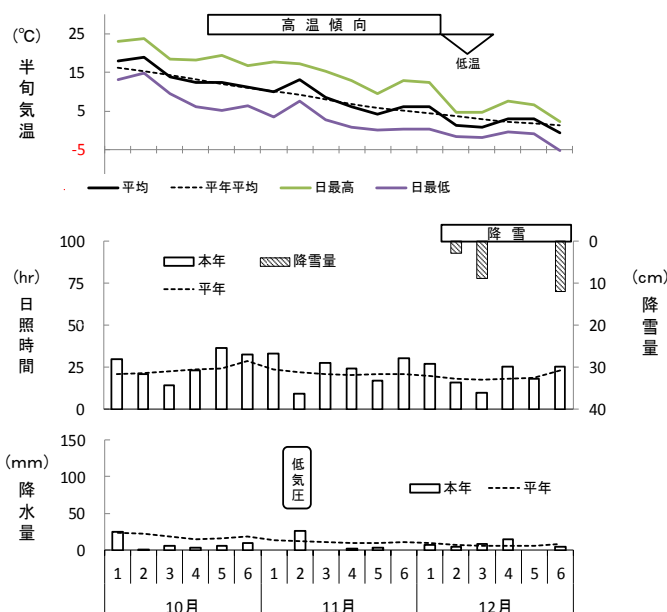 (℃)
半旬気温
25
15
5
-5
高温傾向
低温
平均
平年平均
日最高
日最低
(hr)
日照時間
100
75
50
25
0
本年
降雪量
平年
降雪
0
10
20
30
40
(cm)
降雪量
(mm)
降水量
150
100
50
0
低気圧
本年
平年
1 2 3 4 5 6 1 2 3 4 5 6 1 2 3 4 5 6
10月 11月 12月